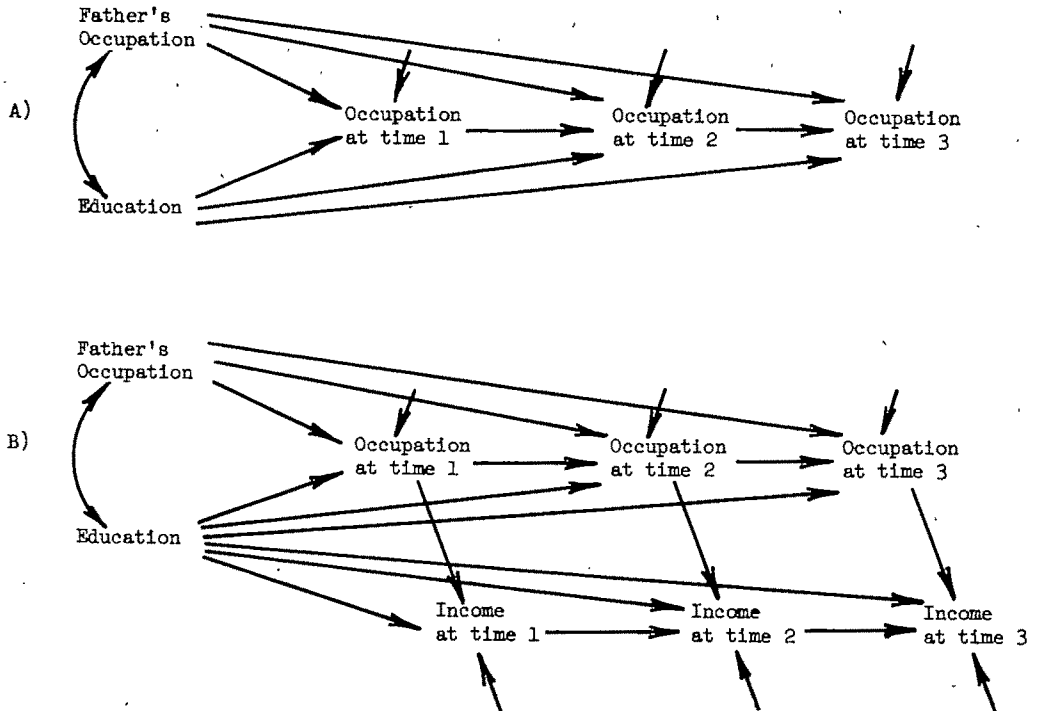 Father's
Occupation
A)
Occupation
at time 1
Occupation
at time 2
Occupation
at time 3
Education
Father's
Occupation
B)
Occupation
at time 1
Occupation
at time 2
Occupation
at time 3
Education
Income
at time 1
Income
at time 2
Income
at time 3